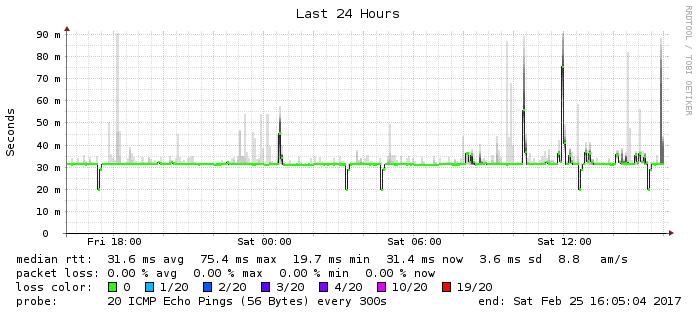 Last 24 Hours
RRDTOOL / TOBI OETIKER
Seconds
90 m
80 m
70 m
60 m
50 m
40 m
30 m
20 m
10 m
0
Fri 18:00 Sat 00:00 Sat 06:00 Sat 12:00
median rtt: 31.6 ms avg 75.4 ms max 19.7 ms min 31.4 ms now 3.6 ms sd 8.8 am/s
packet loss: 0.00 % avg 0.00 % max 0.00 % min 0.00 % now
loss color: 0 1/20 2/20 3/20 4/20 10/20 19/20
probe: 20 ICMP Echo Pings (56 Bytes) every 300s end: Sat Feb 25 16:05:04 2017